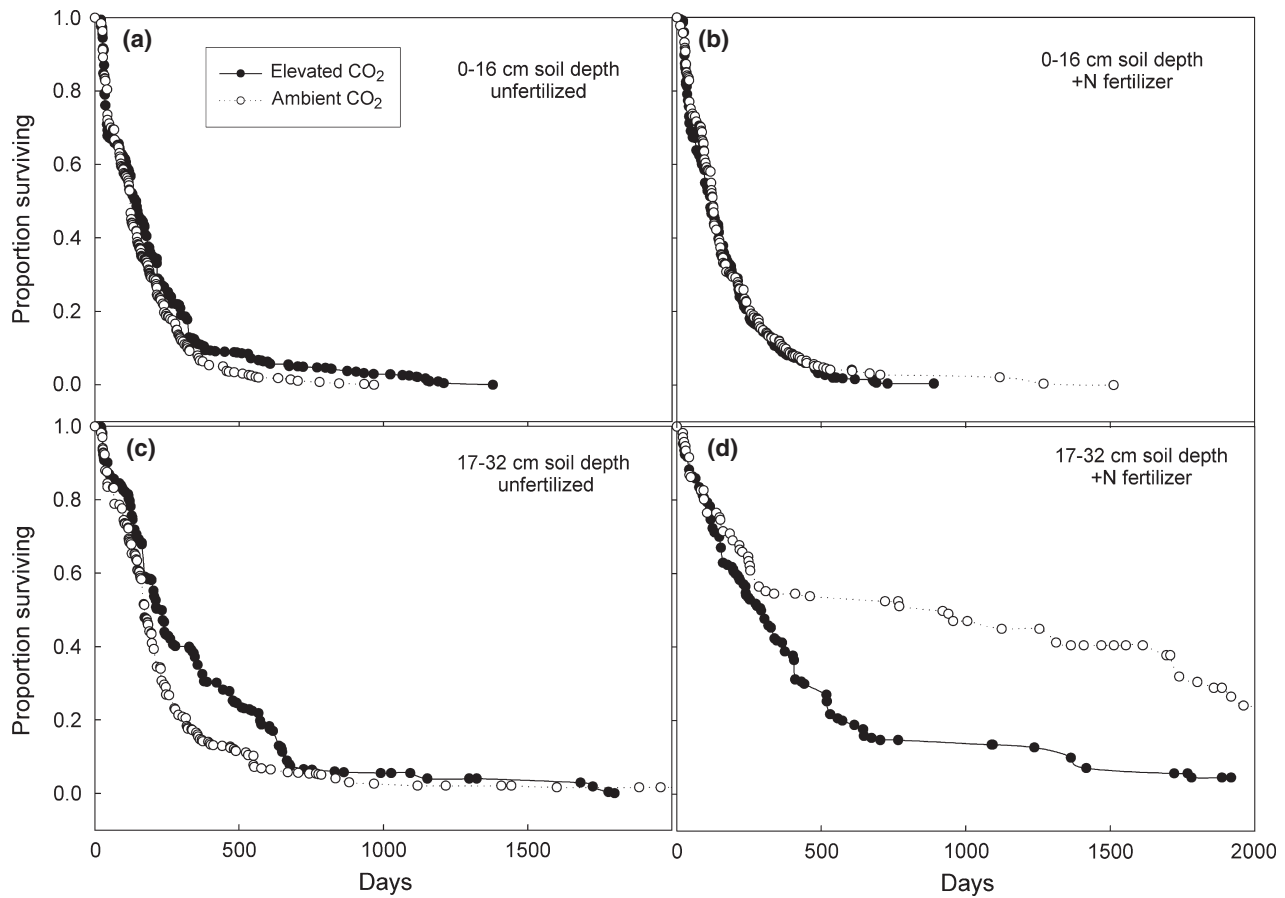 (a)
Elevated CO2
Ambient CO2
0-16 cm soil depth
unfertilized
(b)
0-16 cm soil depth
+N fertilizer
Proportion surviving
1.0
0.8
0.6
0.4
0.2
0.0
(c)
17-32 cm soil depth
unfertilized
(d)
17-32 cm soil depth
+N fertilizer
Proportion surviving
1.0
0.8
0.6
0.4
0.2
0.0
0 500 1000 1500
0 500 1000 1500 2000
Days
Days